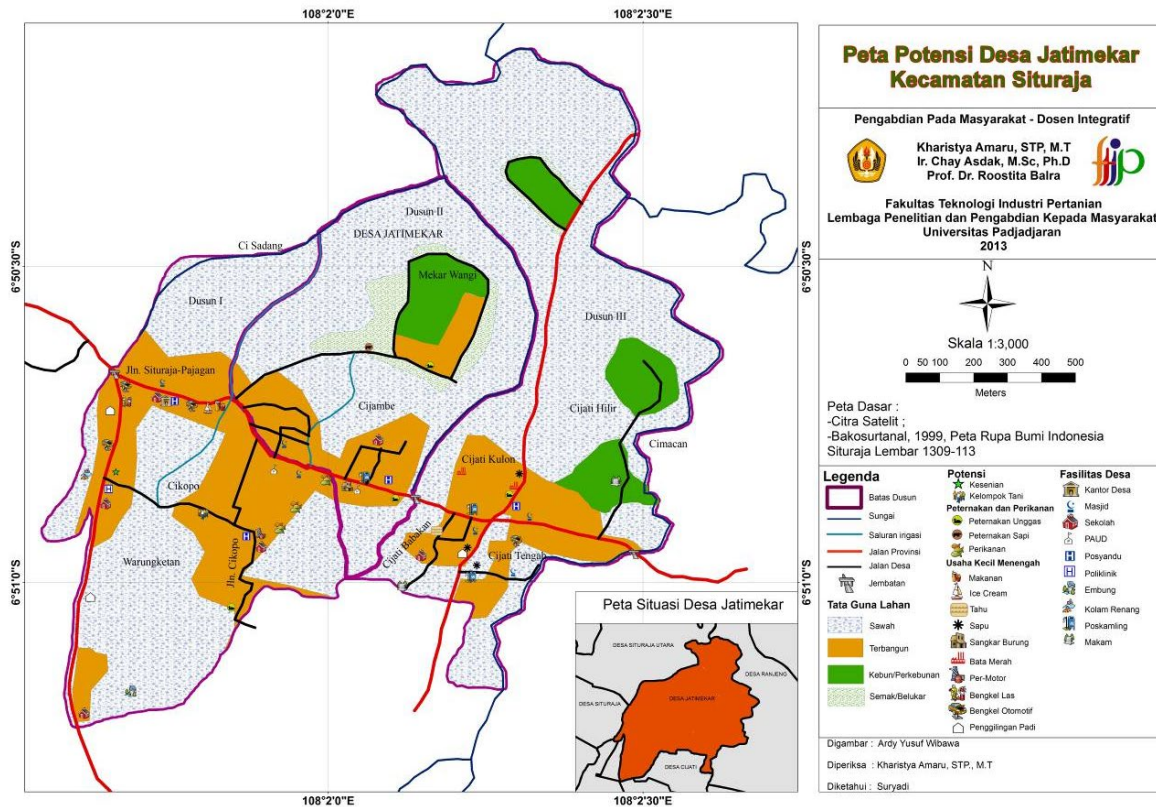 108°2'0"E
108°2'30"E
6°50'30"S
6°51'0"S
Dusun II
DESA JATIMEKAR
Ci Sadang
Mekar Wangi
Dusun I
Dusun III
Jln. Situraja-Pajagan
Cijambe
Cijati Hilir
Cimacan
Cijati Kulon
Cikopo
Cijati Babakan
Cijati Tengah
Warungketan
Jln. Cikopo
6°50'30"S
6°51'0"S
108°2'0"E
108°2'30"E
Peta Situasi Desa Jatimekar
DESA SITURAJA UTARA
DESA RANJENG
DESA SITURAJA
DESA JATIMEKAR
DESA CIJATI
Peta Potensi Desa Jatimekar
Kecamatan Situraja
Pengabdian Pada Masyarakat - Dosen Integratif
Kharistya Amaru, STP, M.T
Ir. Chay Asdak, M.Sc, Ph.D
Prof. Dr. Roostita Balra
Fakultas Teknologi Industri Pertanian
Lembaga Penelitian dan Pengabdian Kepada Masyarakat
Universitas Padjadjaran
2013
N
Skala 1:3,000
0 50 100 200 300 400 500
Meters
Peta Dasar :
-Citra Satelit ;
-Bakosurtanal, 1999, Peta Rupa Bumi Indonesia
Situraja Lembar 1309-113
Legenda
Batas Dusun
Sungai
Saluran irigasi
Jalan Provinsi
Jalan Desa
Jembatan
Tata Guna Lahan
Sawah
Terbangun
Kebun/Perkebunan
Semak/Belukar
Potensi
Kesenian
Kelompok Tani
Peternakan dan Perikanan
Peternakan Unggas
Peternakan Sapi
Perikanan
Usaha Kecil Menengah
Makanan
Ice Cream
Tahu
Sapu
Sangkar Burung
Bata Merah
Per-Motor
Bengkel Las
Bengkel Otomotif
Penggilingan Padi
Fasilitas Desa
Kantor Desa
Masjid
Sekolah
PAUD
Posyandu
Poliklinik
Embung
Kolam Renang
Poskamling
Makam
Digambar : Ardy Yusuf Wibawa
Diperiksa : Kharistya Amaru, STP., M.T
Diketahui : Suryadi